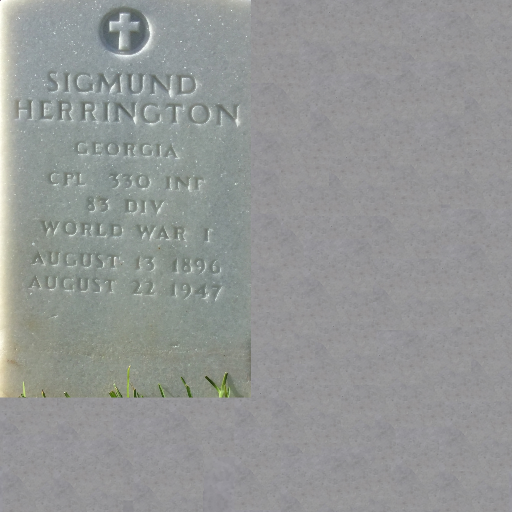 SIGMUND
HERRINGTON
GEORGIA
CPL 330 INF
83 DIV
WORLD WAR I
AUGUST 13 1896
AUGUST 22 1947